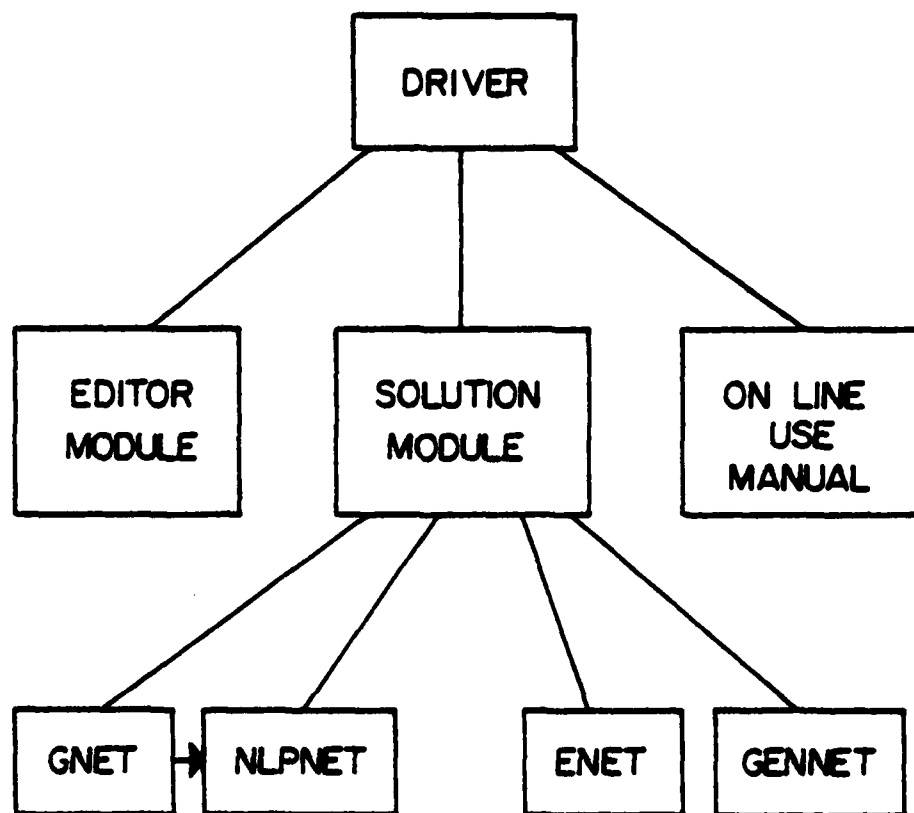 DRIVER
EDITOR
MODULE
SOLUTION
MODULE
ON LINE
USE
MANUAL
GNET
NLPNET
ENET
GENNET